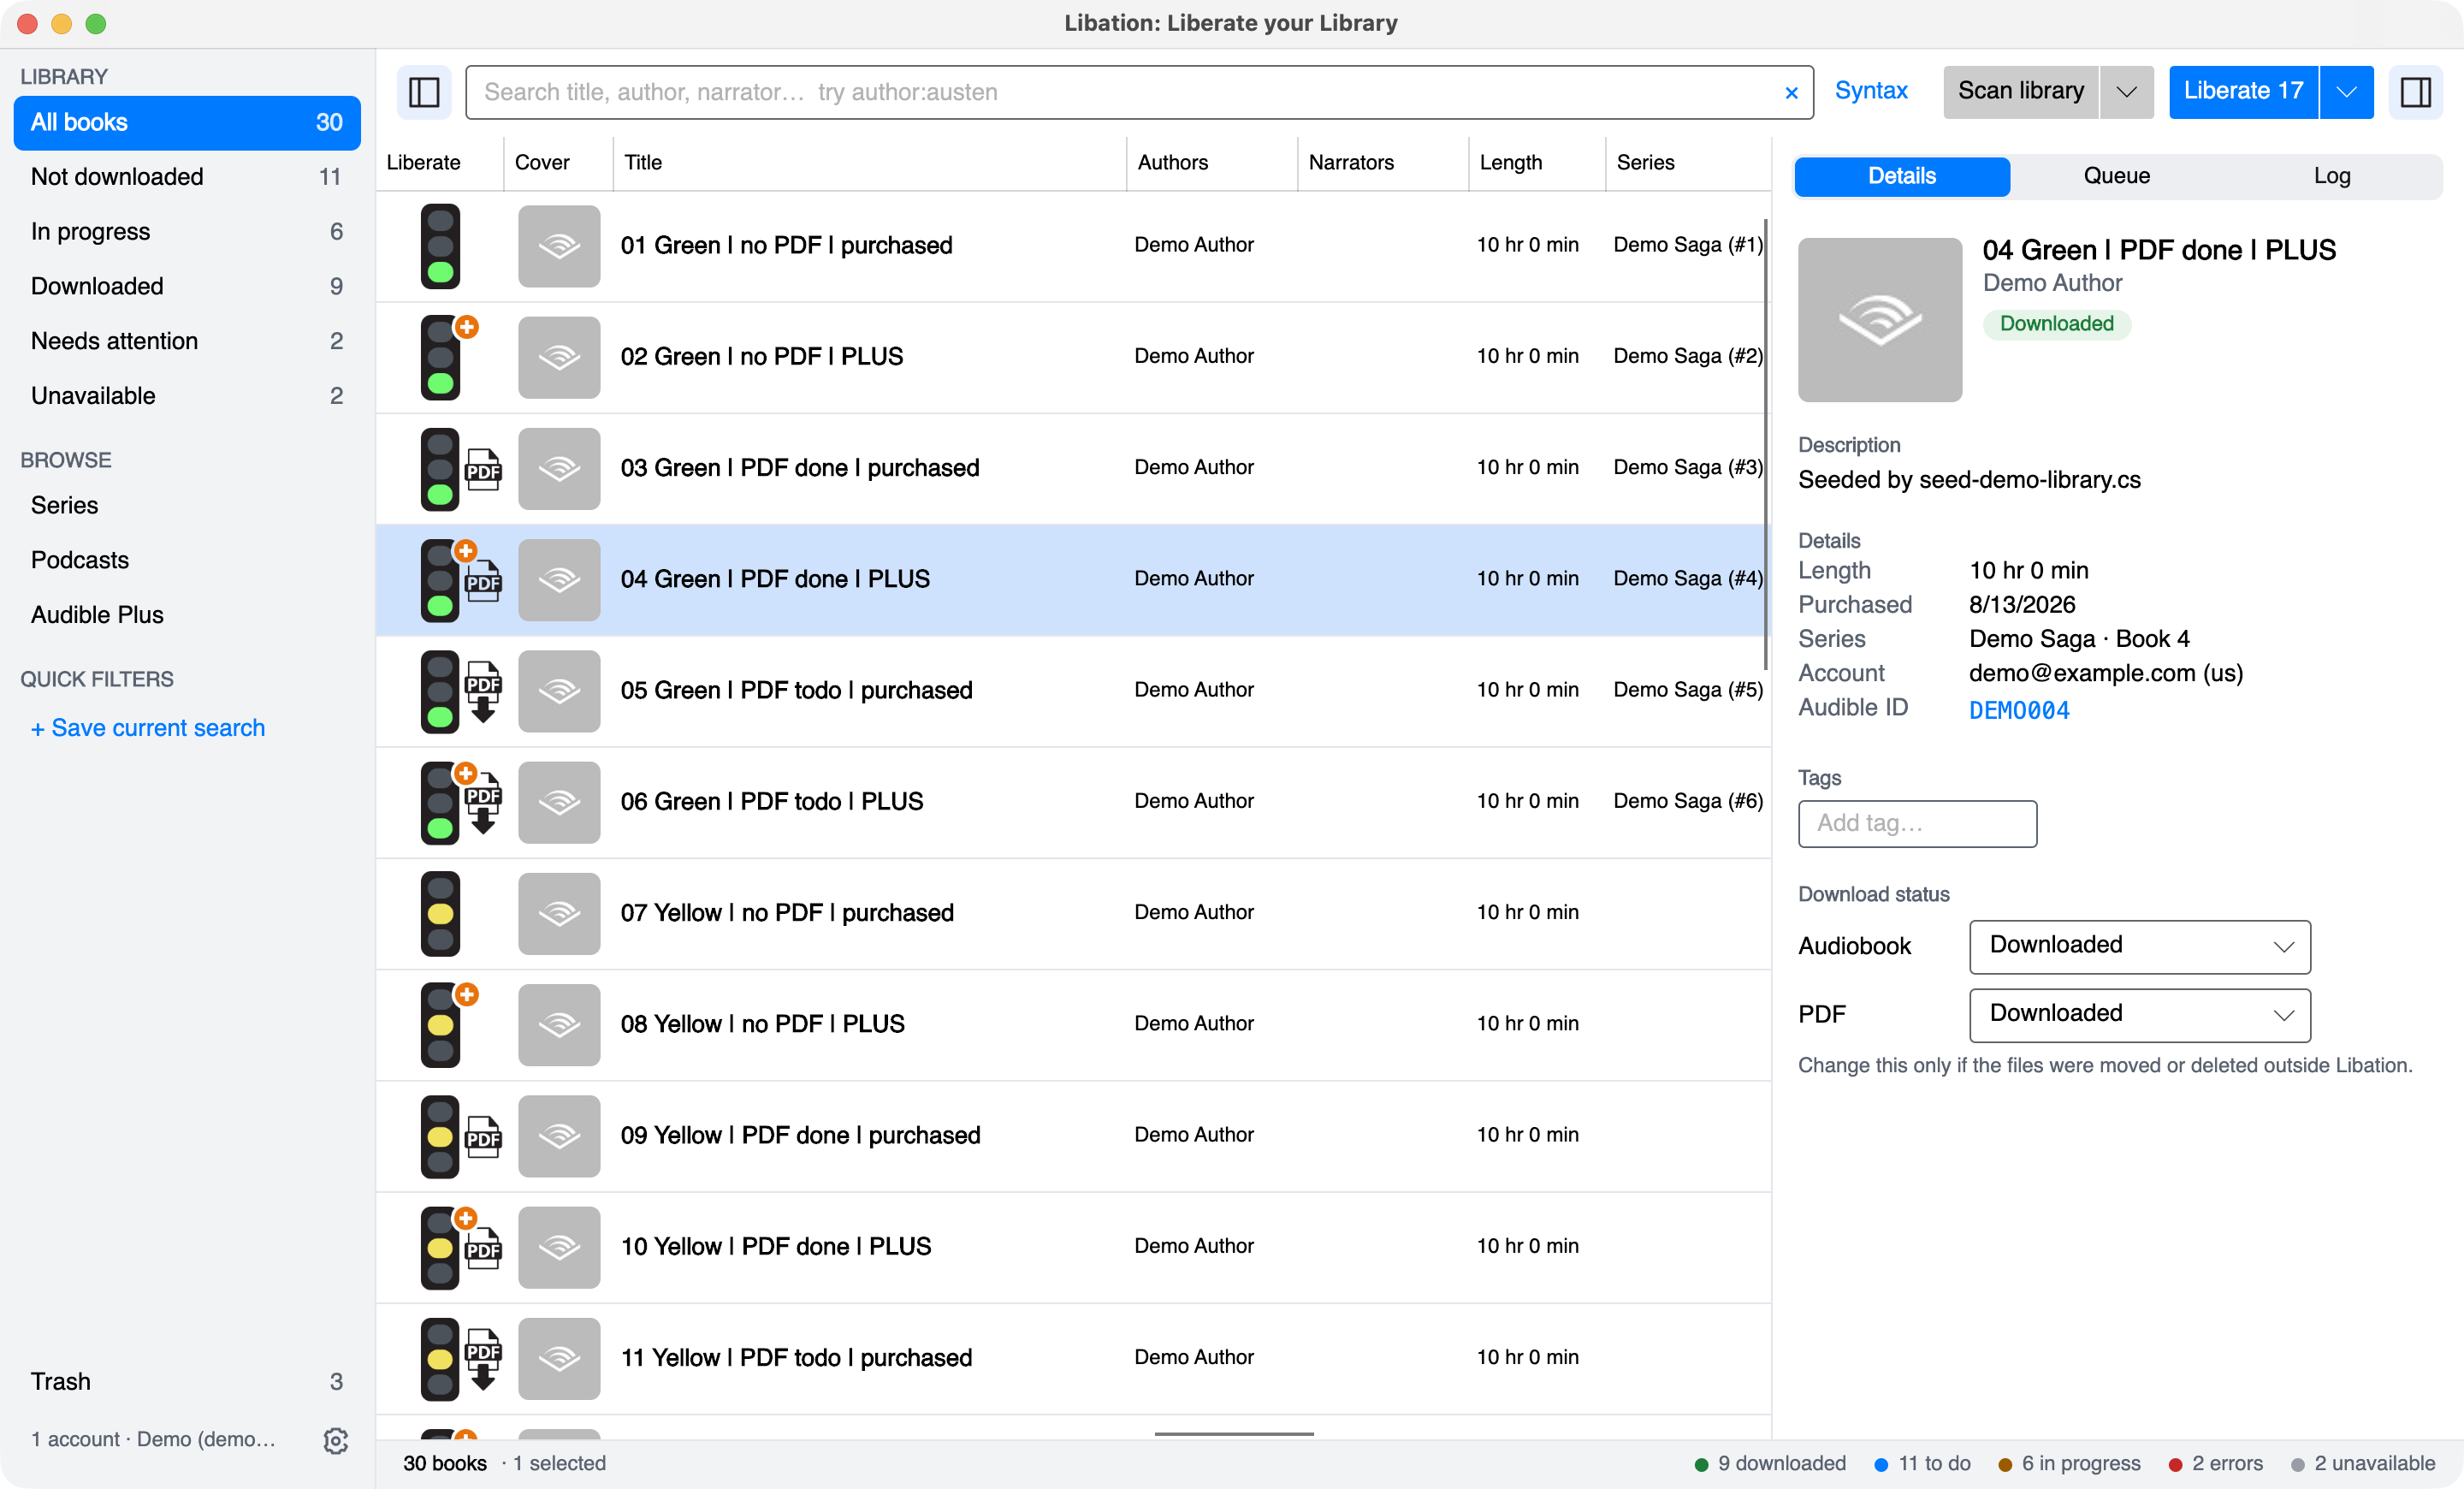 Libation: Liberate your Library
LIBRARY
All books 30
Not downloaded 11
In progress 6
Downloaded 9
Needs attention 2
Unavailable 2
BROWSE
Series
Podcasts
Audible Plus
QUICK FILTERS
+ Save current search
Trash 3
1 account · Demo (demo…
Search title, author, narrator… try author:austen × Syntax Scan library Liberate 17
Liberate Cover Title Authors Narrators Length Series
01 Green | no PDF | purchased Demo Author 10 hr 0 min Demo Saga (#1)
02 Green | no PDF | PLUS Demo Author 10 hr 0 min Demo Saga (#2)
PDF 03 Green | PDF done | purchased Demo Author 10 hr 0 min Demo Saga (#3)
PDF 04 Green | PDF done | PLUS Demo Author 10 hr 0 min Demo Saga (#4)
PDF 05 Green | PDF todo | purchased Demo Author 10 hr 0 min Demo Saga (#5)
PDF 06 Green | PDF todo | PLUS Demo Author 10 hr 0 min Demo Saga (#6)
07 Yellow | no PDF | purchased Demo Author 10 hr 0 min
08 Yellow | no PDF | PLUS Demo Author 10 hr 0 min
PDF 09 Yellow | PDF done | purchased Demo Author 10 hr 0 min
PDF 10 Yellow | PDF done | PLUS Demo Author 10 hr 0 min
PDF 11 Yellow | PDF todo | purchased Demo Author 10 hr 0 min
Details Queue Log
04 Green | PDF done | PLUS
Demo Author
Downloaded
Description
Seeded by seed-demo-library.cs
Details
Length 10 hr 0 min
Purchased 8/13/2026
Series Demo Saga · Book 4
Account demo@example.com (us)
Audible ID DEMO004
Tags
Add tag…
Download status
Audiobook Downloaded
PDF Downloaded
Change this only if the files were moved or deleted outside Libation.
30 books · 1 selected 9 downloaded 11 to do 6 in progress 2 errors 2 unavailable